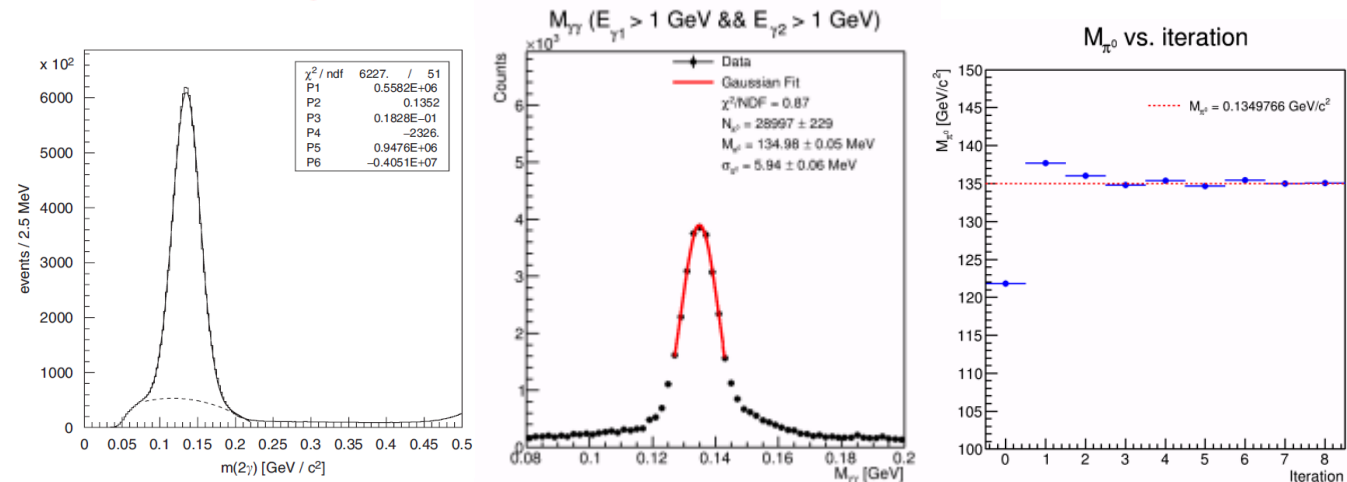 × 10²
6000
5000
4000
3000
2000
1000
0
events / 2.5 MeV
χ² / ndf 6227. / 51
P1 0.5582E+06
P2 0.1352
P3 0.1828E−01
P4 −2326.
P5 0.9476E+06
P6 −0.4051E+07
0 0.05 0.1 0.15 0.2 0.25 0.3 0.35 0.4 0.45 0.5
m(2γ) [GeV / c²]
M_γγ (E_γ1 > 1 GeV && E_γ2 > 1 GeV)
×10³
Counts
6
5
4
3
2
1
0
Data
Gaussian Fit
χ²/NDF = 0.87
N_π⁰ = 28997 ± 229
M_π⁰ = 134.98 ± 0.05 MeV
σ_π⁰ = 5.94 ± 0.06 MeV
0.08 0.1 0.12 0.14 0.16 0.18 0.2
M_γγ [GeV]
M_π⁰ vs. iteration
M_π⁰ [GeV/c²]
150
145
140
135
130
125
120
115
110
105
100
M_π⁰ = 0.1349766 GeV/c²
0 1 2 3 4 5 6 7 8
Iteration